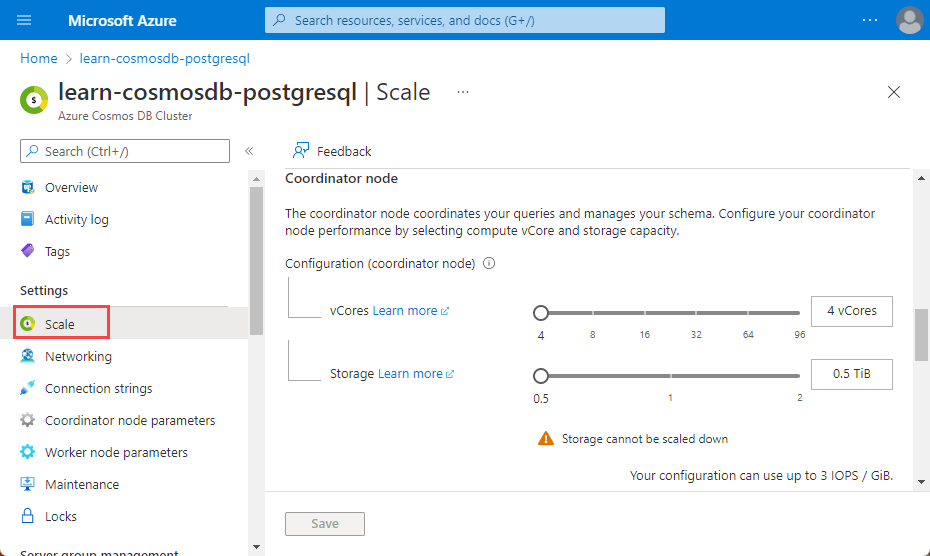 Microsoft Azure
Search resources, services, and docs (G+/)
Home > learn-cosmosdb-postgresql
learn-cosmosdb-postgresql | Scale
Azure Cosmos DB Cluster
Search (Ctrl+/)
Overview
Activity log
Tags
Settings
Scale
Networking
Connection strings
Coordinator node parameters
Worker node parameters
Maintenance
Locks
Server group management
Feedback
Coordinator node
The coordinator node coordinates your queries and manages your schema. Configure your coordinator
node performance by selecting compute vCore and storage capacity.
Configuration (coordinator node)
vCores Learn more
4 8 16 32 64 96
4 vCores
Storage Learn more
0.5 1 2
0.5 TiB
Storage cannot be scaled down
Your configuration can use up to 3 IOPS / GiB.
Save